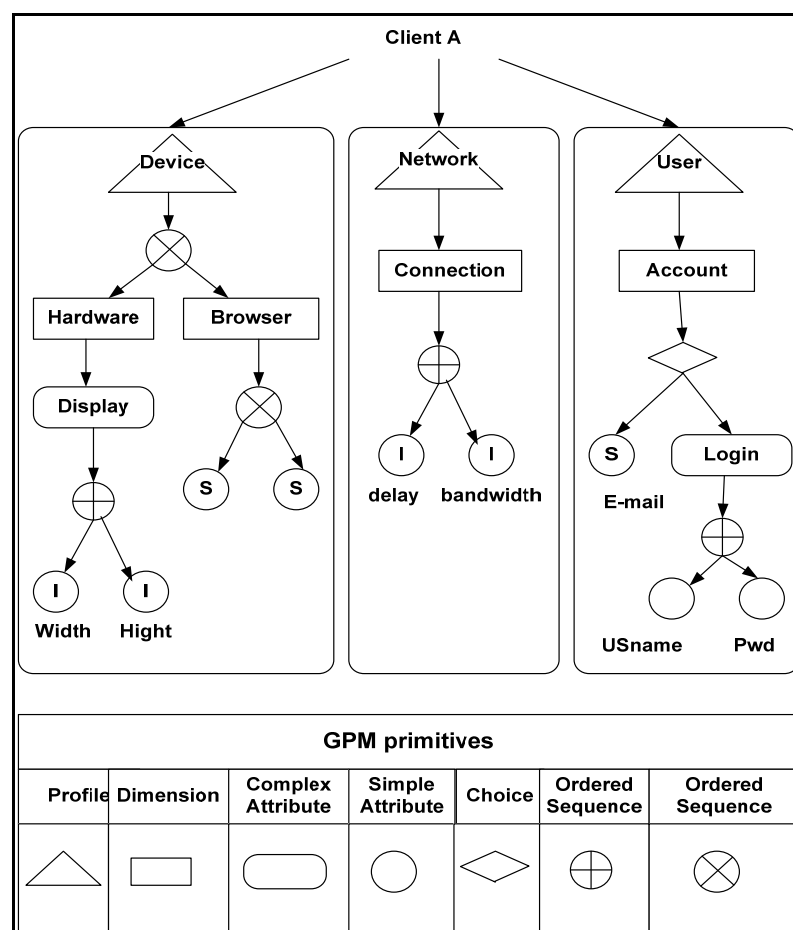 Client A
Device
Network
User
Hardware
Browser
Connection
Account
Display
S
S
I
I
delay
bandwidth
S
Login
E-mail
I
I
Width
Hight
USname
Pwd
GPM primitives
Profile
Dimension
Complex
Attribute
Simple
Attribute
Choice
Ordered
Sequence
Ordered
Sequence